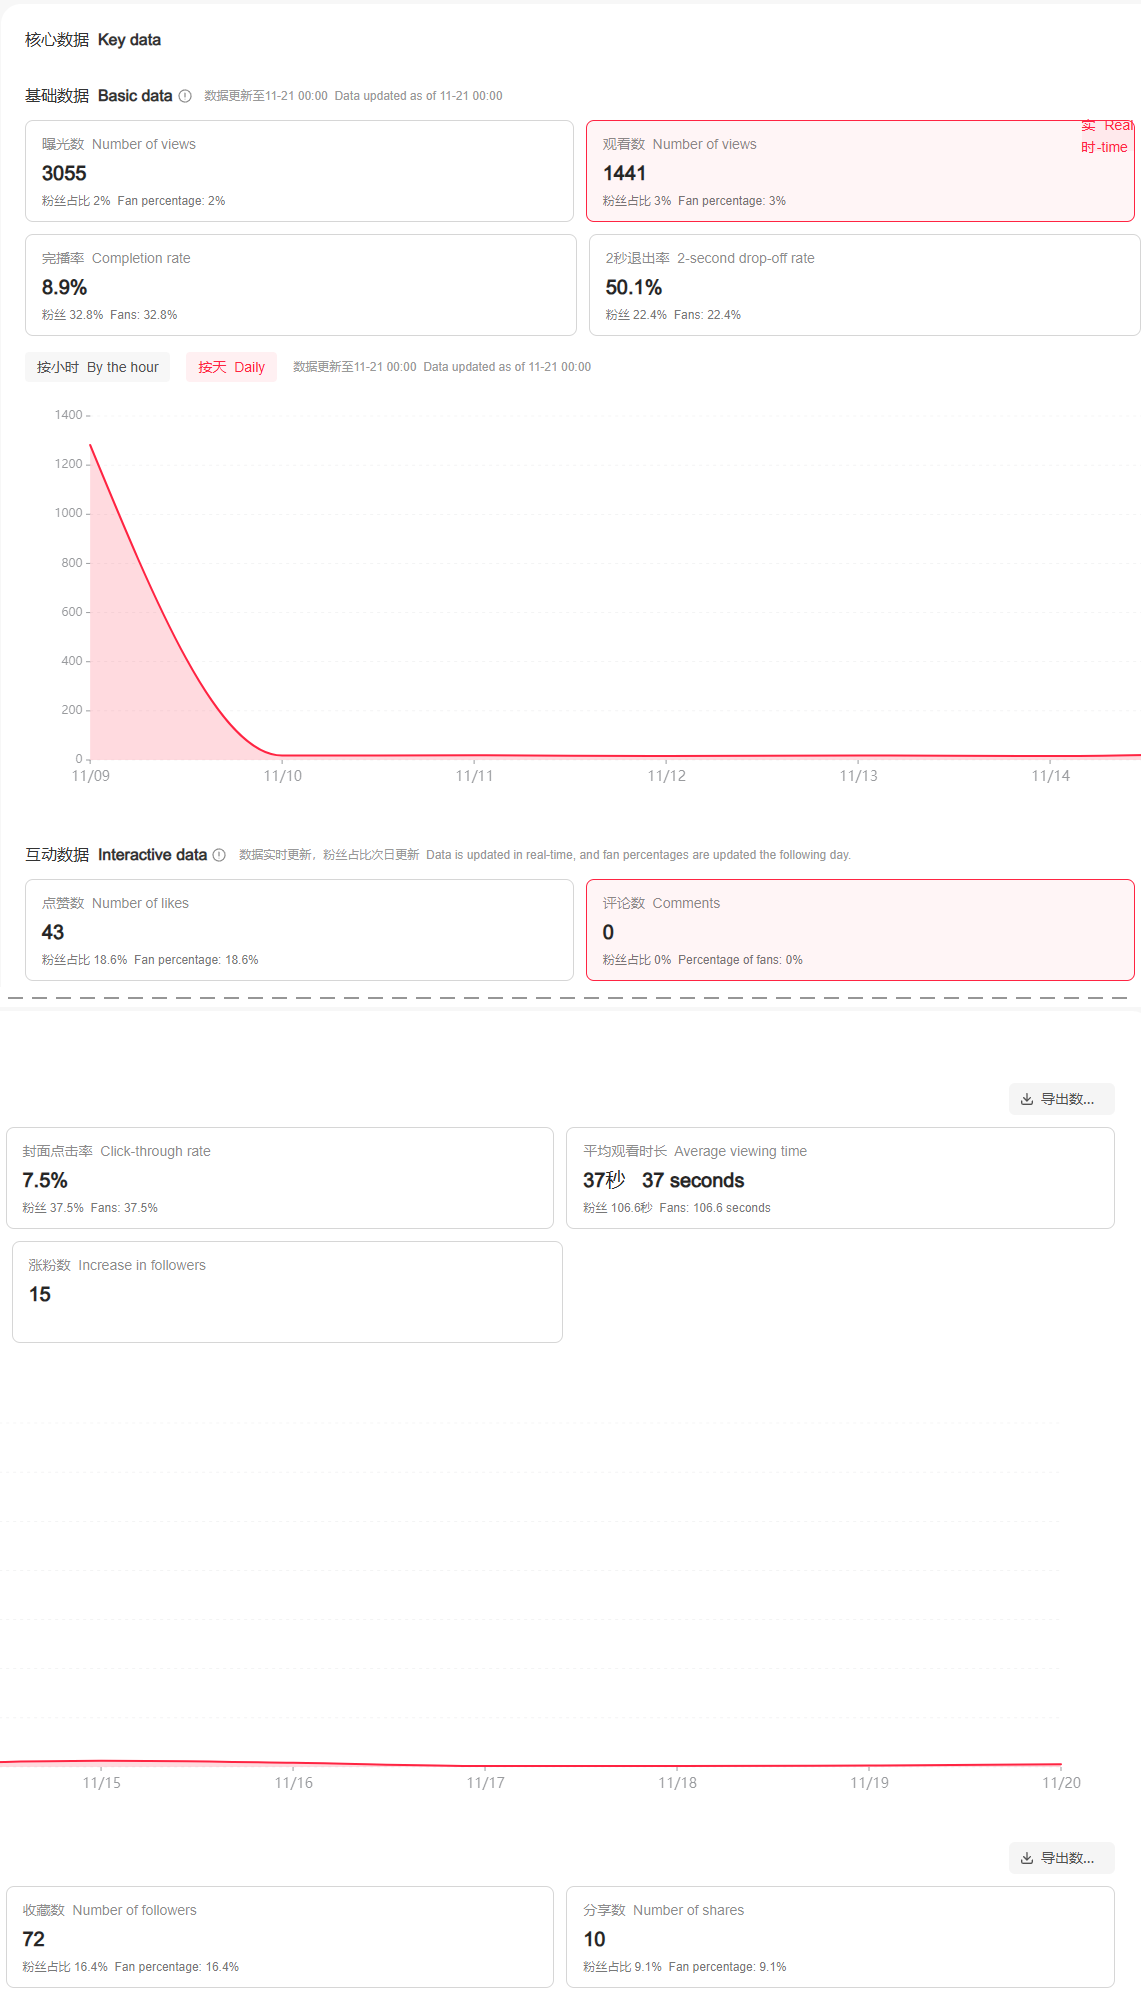 核心数据 Key data
基础数据 Basic data 数据更新至11-21 00:00 Data updated as of 11-21 00:00
曝光数 Number of views
3055
粉丝占比 2% Fan percentage: 2%
观看数 Number of views
1441
粉丝占比 3% Fan percentage: 3%
实 Real
时-time
完播率 Completion rate
8.9%
粉丝 32.8% Fans: 32.8%
2秒退出率 2-second drop-off rate
50.1%
粉丝 22.4% Fans: 22.4%
按小时 By the hour 按天 Daily 数据更新至11-21 00:00 Data updated as of 11-21 00:00
1400
1200
1000
800
600
400
200
0
11/09 11/10 11/11 11/12 11/13 11/14
互动数据 Interactive data 数据实时更新，粉丝占比次日更新 Data is updated in real-time, and fan percentages are updated the following day.
点赞数 Number of likes
43
粉丝占比 18.6% Fan percentage: 18.6%
评论数 Comments
0
粉丝占比 0% Percentage of fans: 0%
导出数...
封面点击率 Click-through rate
7.5%
粉丝 37.5% Fans: 37.5%
平均观看时长 Average viewing time
37秒 37 seconds
粉丝 106.6秒 Fans: 106.6 seconds
涨粉数 Increase in followers
15
11/15 11/16 11/17 11/18 11/19 11/20
导出数...
收藏数 Number of followers
72
粉丝占比 16.4% Fan percentage: 16.4%
分享数 Number of shares
10
粉丝占比 9.1% Fan percentage: 9.1%